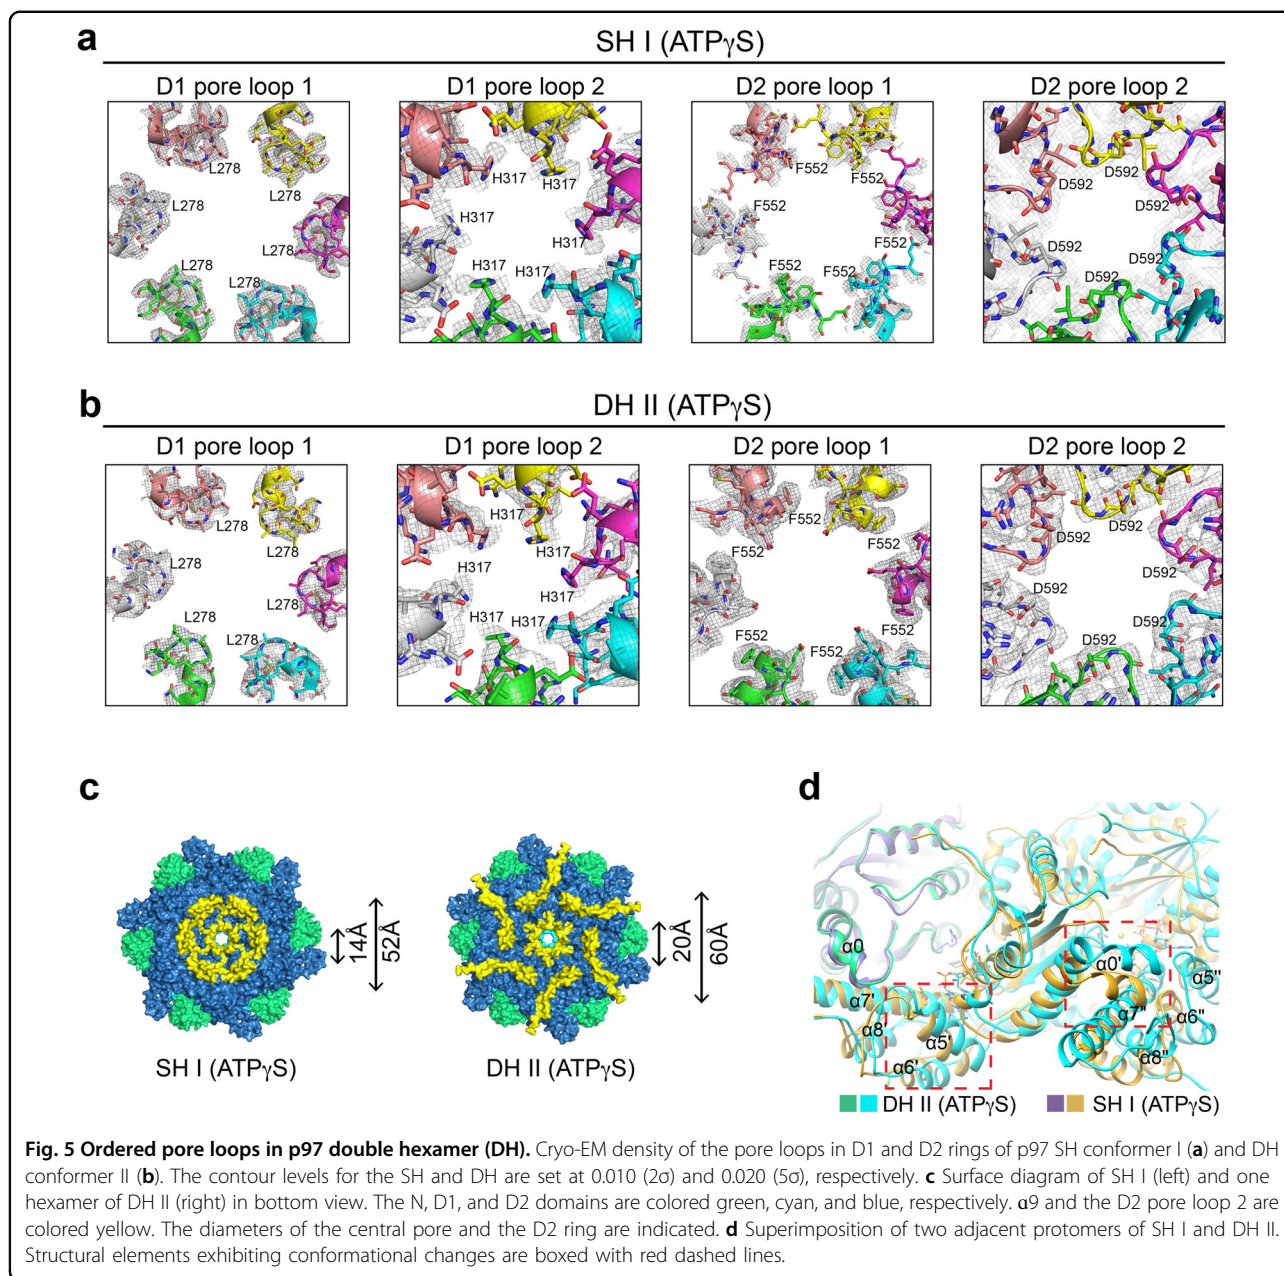 a
SH I (ATPγS)
D1 pore loop 1
D1 pore loop 2
D2 pore loop 1
D2 pore loop 2
L278
L278
L278
L278
L278
L278
H317
H317
H317
H317
H317
H317
F552
F552
F552
F552
F552
F552
D592
D592
D592
D592
D592
D592
b
DH II (ATPγS)
D1 pore loop 1
D1 pore loop 2
D2 pore loop 1
D2 pore loop 2
L278
L278
L278
L278
L278
L278
H317
H317
H317
H317
H317
H317
F552
F552
F552
F552
F552
F552
D592
D592
D592
D592
D592
D592
c
14Å
52Å
20Å
60Å
SH I (ATPγS)
DH II (ATPγS)
d
α0
α7'
α8'
α5'
α6'
α0'
α7''
α5''
α6''
α8''
DH II (ATPγS)
SH I (ATPγS)
Fig. 5 Ordered pore loops in p97 double hexamer (DH). Cryo-EM density of the pore loops in D1 and D2 rings of p97 SH conformer I (a) and DH
conformer II (b). The contour levels for the SH and DH are set at 0.010 (2σ) and 0.020 (5σ), respectively. c Surface diagram of SH I (left) and one
hexamer of DH II (right) in bottom view. The N, D1, and D2 domains are colored green, cyan, and blue, respectively. α9 and the D2 pore loop 2 are
colored yellow. The diameters of the central pore and the D2 ring are indicated. d Superimposition of two adjacent protomers of SH I and DH II.
Structural elements exhibiting conformational changes are boxed with red dashed lines.